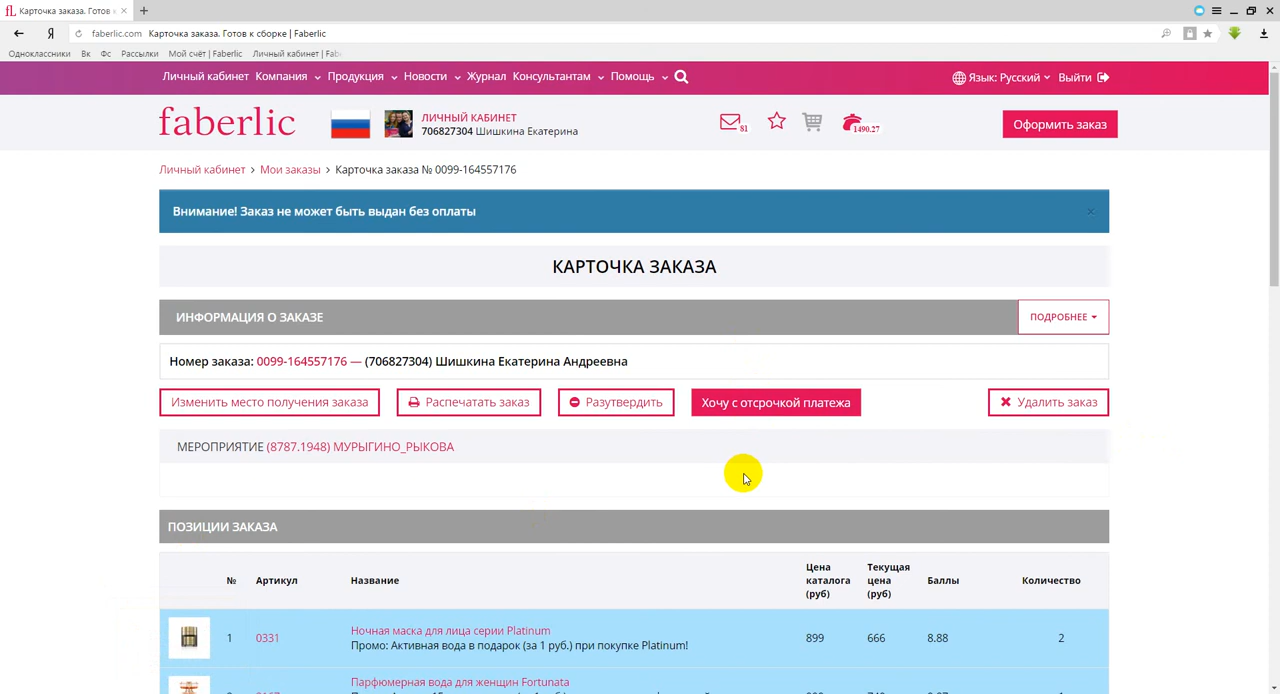 Карточка заказа. Готов к
faberlic.com Карточка заказа. Готов к сборке | Faberlic
Одноклассники Вк Фс Рассылки Мой счёт | Faberlic Личный кабинет | Fab
Личный кабинет Компания Продукция Новости Журнал Консультантам Помощь Язык: Русский Выйти
faberlic
ЛИЧНЫЙ КАБИНЕТ
706827304 Шишкина Екатерина
81
1490.27
Оформить заказ
Личный кабинет > Мои заказы > Карточка заказа № 0099-164557176
Внимание! Заказ не может быть выдан без оплаты
КАРТОЧКА ЗАКАЗА
ИНФОРМАЦИЯ О ЗАКАЗЕ ПОДРОБНЕЕ
Номер заказа: 0099-164557176 — (706827304) Шишкина Екатерина Андреевна
Изменить место получения заказа Распечатать заказ Разутвердить Хочу с отсрочкой платежа Удалить заказ
МЕРОПРИЯТИЕ (8787.1948) МУРЫГИНО_РЫКОВА
ПОЗИЦИИ ЗАКАЗА
№ Артикул Название Цена каталога (руб) Текущая цена (руб) Баллы Количество
1 0331 Ночная маска для лица серии Platinum 899 666 8.88 2
Промо: Активная вода в подарок (за 1 руб.) при покупке Platinum!
Парфюмерная вода для женщин Fortunata